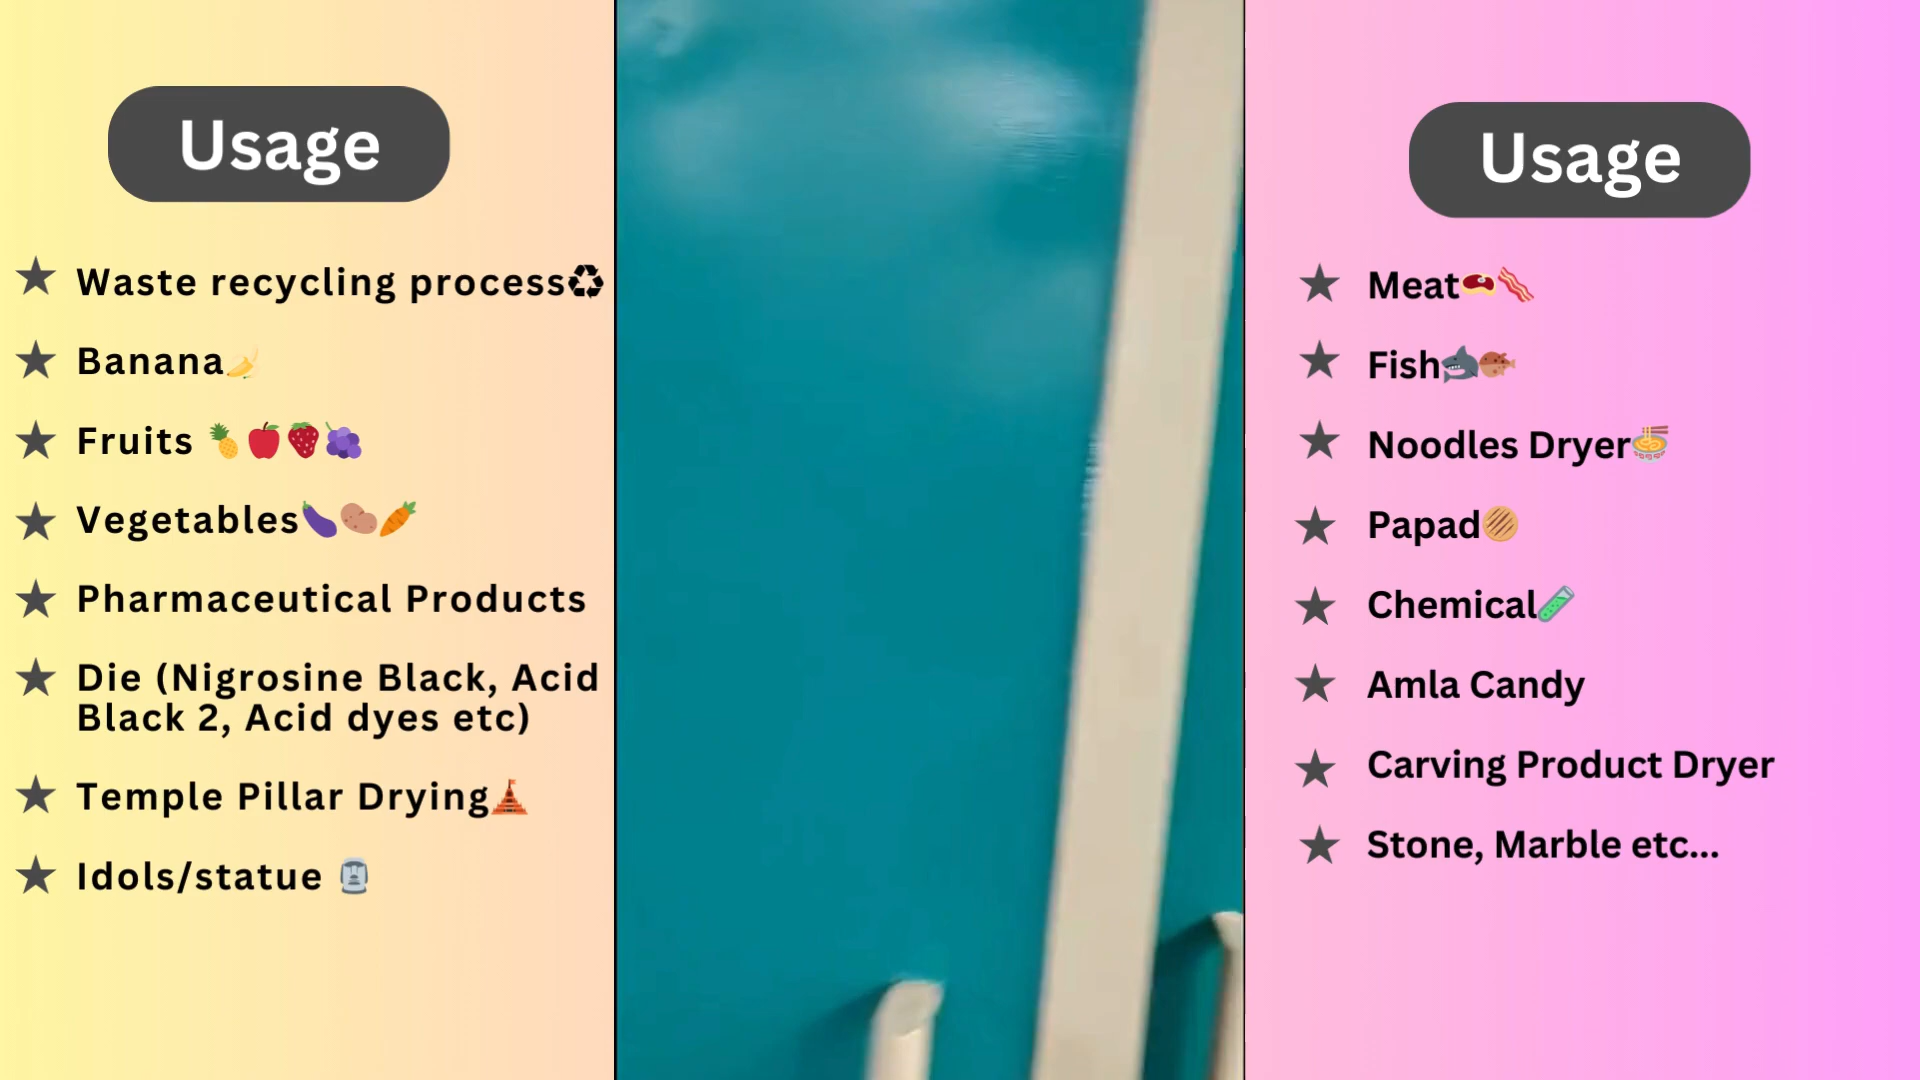 Usage
Waste recycling process♻
Banana🍌
Fruits 🍍🍎🍓🍇
Vegetables🍆🥔🥕
Pharmaceutical Products
Die (Nigrosine Black, Acid
Black 2, Acid dyes etc)
Temple Pillar Drying🛕
Idols/statue 🗿
Usage
Meat🥩🥓
Fish🦈🐡
Noodles Dryer🍜
Papad🫓
Chemical🧪
Amla Candy
Carving Product Dryer
Stone, Marble etc...